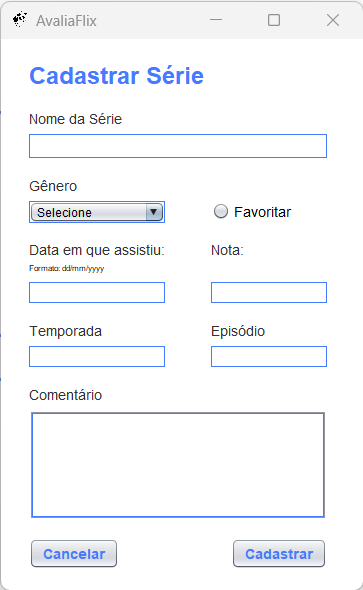 AvaliaFlix
Cadastrar Série
Nome da Série
Gênero
Selecione
Favoritar
Data em que assistiu:
Nota:
Formato: dd/mm/yyyy
Temporada
Episódio
Comentário
Cancelar
Cadastrar